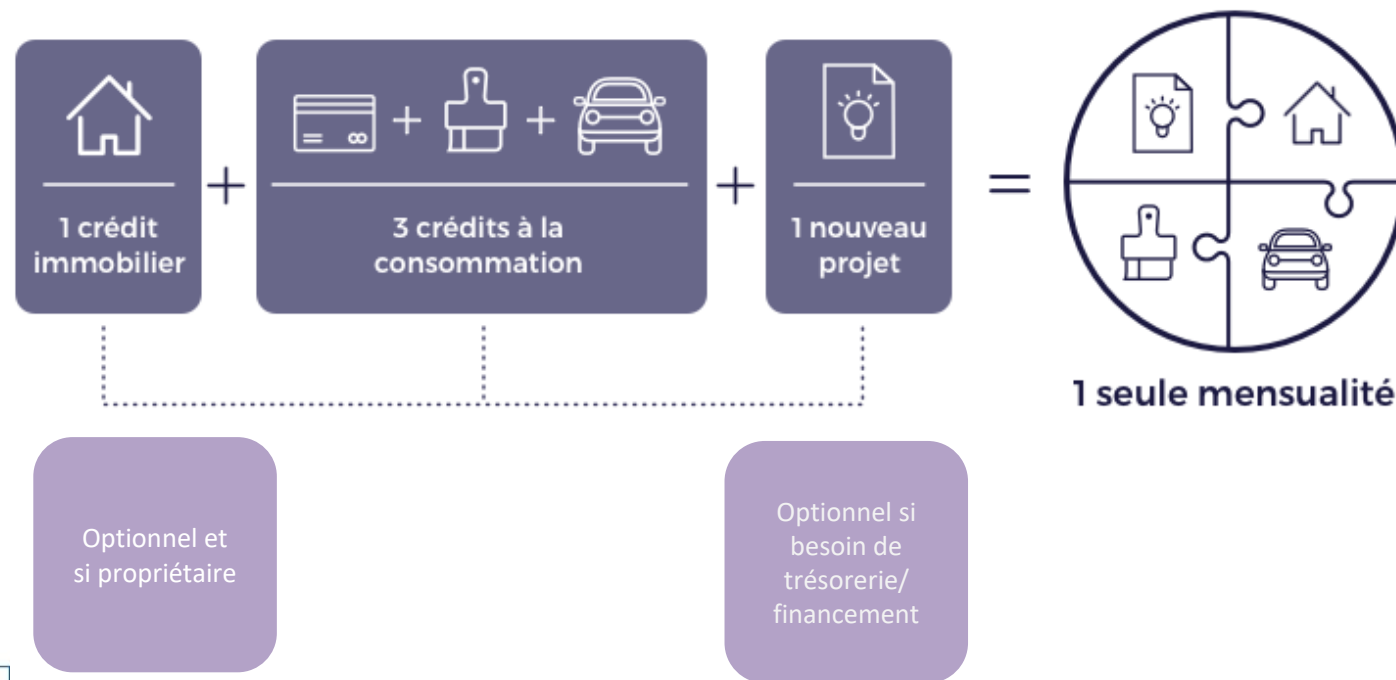 1 crédit
immobilier
+
3 crédits à la
consommation
+
1 nouveau
projet
=
1 seule mensualité
Optionnel et
si propriétaire
Optionnel si
besoin de
trésorerie/
financement